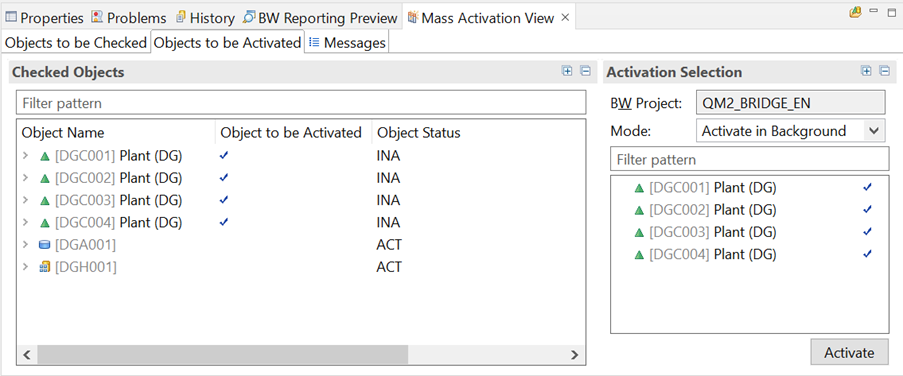 Properties Problems History BW Reporting Preview Mass Activation View
Objects to be Checked Objects to be Activated Messages
Checked Objects
Filter pattern
Object Name Object to be Activated Object Status
[DGC001] Plant (DG) INA
[DGC002] Plant (DG) INA
[DGC003] Plant (DG) INA
[DGC004] Plant (DG) INA
[DGA001] ACT
[DGH001] ACT
Activation Selection
BW Project: QM2_BRIDGE_EN
Mode: Activate in Background
Filter pattern
[DGC001] Plant (DG)
[DGC002] Plant (DG)
[DGC003] Plant (DG)
[DGC004] Plant (DG)
Activate